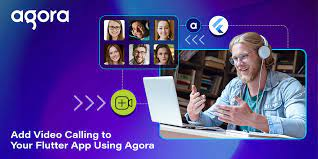 agora
a
Add Video Calling to
Your Flutter App Using Agora